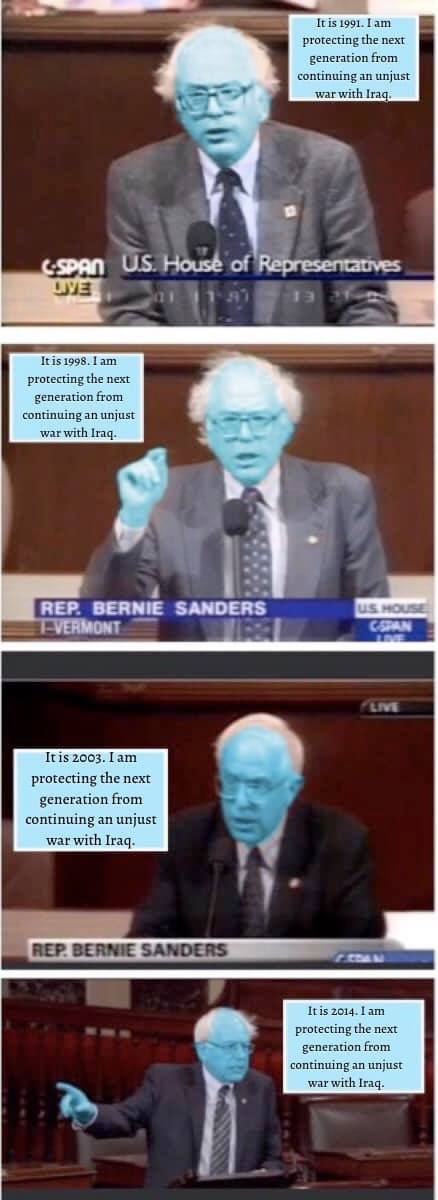 It is 1991. I am
protecting the next
generation from
continuing an unjust
war with Iraq.
C-SPAN U.S. House of Representatives
LIVE
It is 1998. I am
protecting the next
generation from
continuing an unjust
war with Iraq.
REP. BERNIE SANDERS
I-VERMONT
U.S. HOUSE
C-SPAN
LIVE
LIVE
It is 2003. I am
protecting the next
generation from
continuing an unjust
war with Iraq.
REP. BERNIE SANDERS
C-SPAN
It is 2014. I am
protecting the next
generation from
continuing an unjust
war with Iraq.